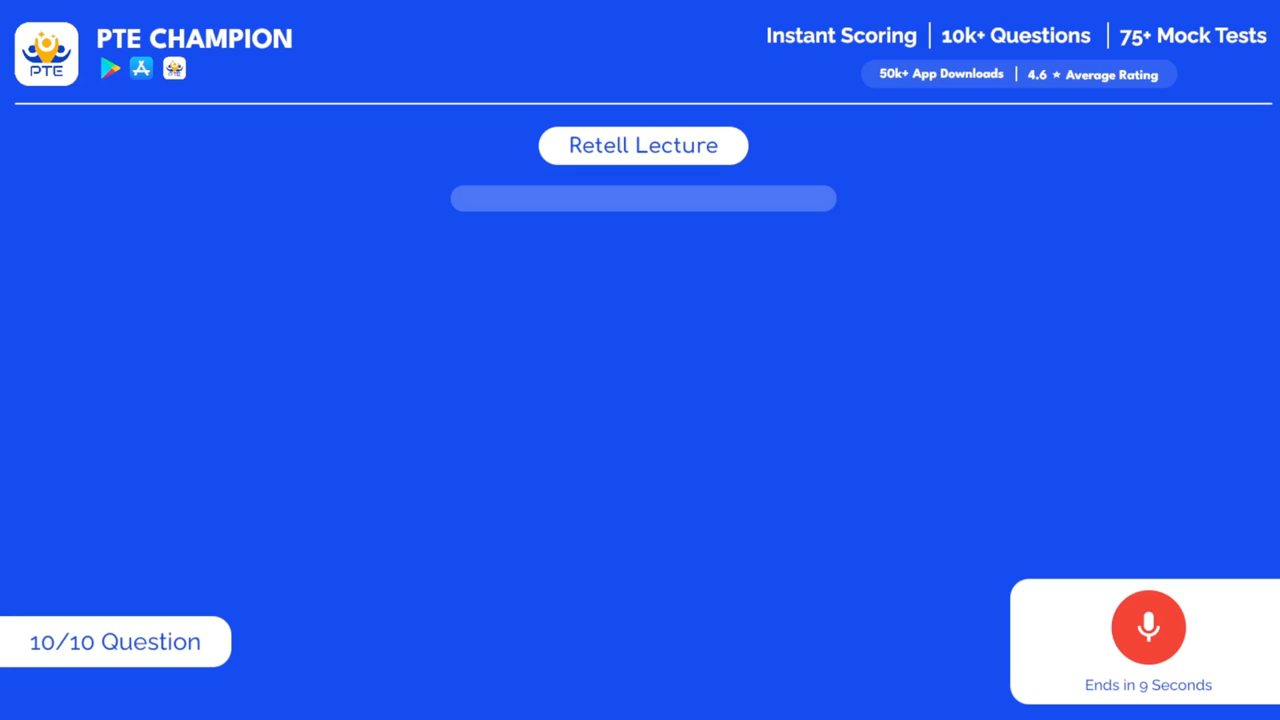 PTE CHAMPION
PTE
Instant Scoring | 10k+ Questions | 75+ Mock Tests
50k+ App Downloads | 4.6 ★ Average Rating
Retell Lecture
10/10 Question
Ends in 9 Seconds